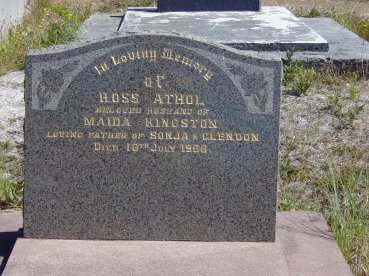 In Loving Memory
of
ROSS ATHOL
BELOVED HUSBAND OF
MAIDA KINGSTON
LOVING FATHER OF SONJA & GLENDON
DIED 16TH JULY 1966